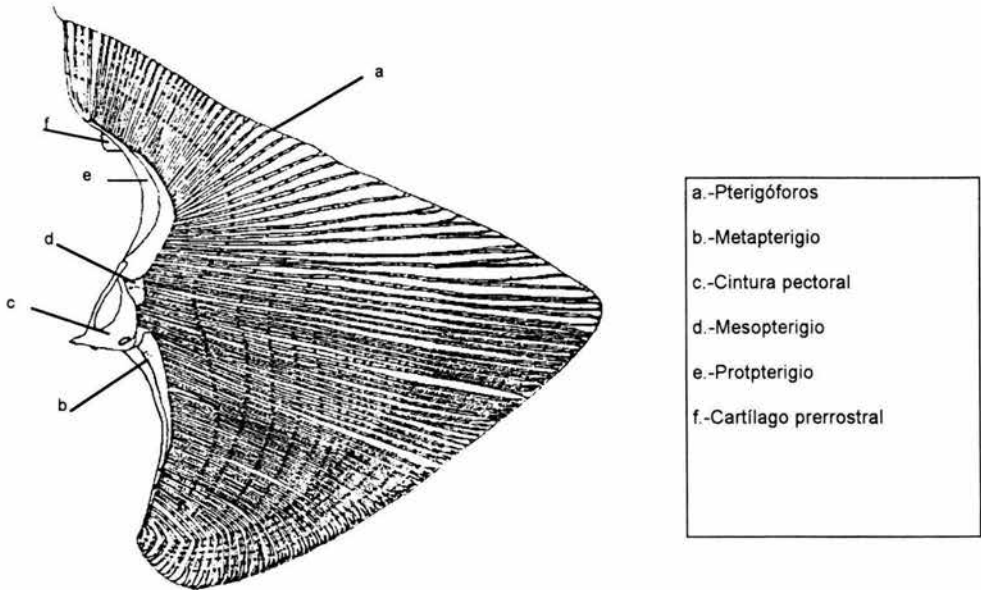 a
f
e
d
c
b
a.-Pterigóforos
b.-Metapterigio
c.-Cintura pectoral
d.-Mesopterigio
e.-Protpterigio
f.-Cartílago prerrostral